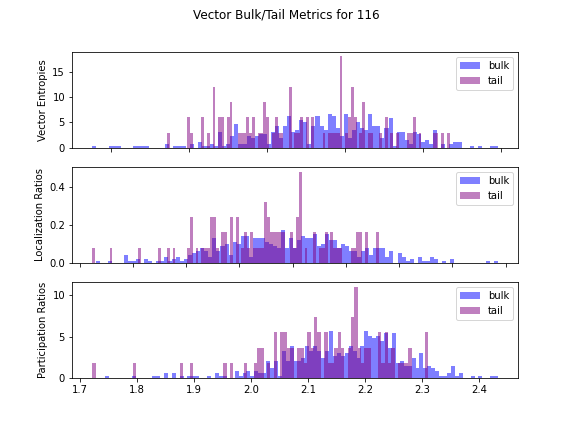 Vector Bulk/Tail Metrics for 116
Vector Entropies
15
10
5
0
bulk
tail
Localization Ratios
0.4
0.2
0.0
bulk
tail
Participation Ratios
10
5
0
bulk
tail
1.7 1.8 1.9 2.0 2.1 2.2 2.3 2.4